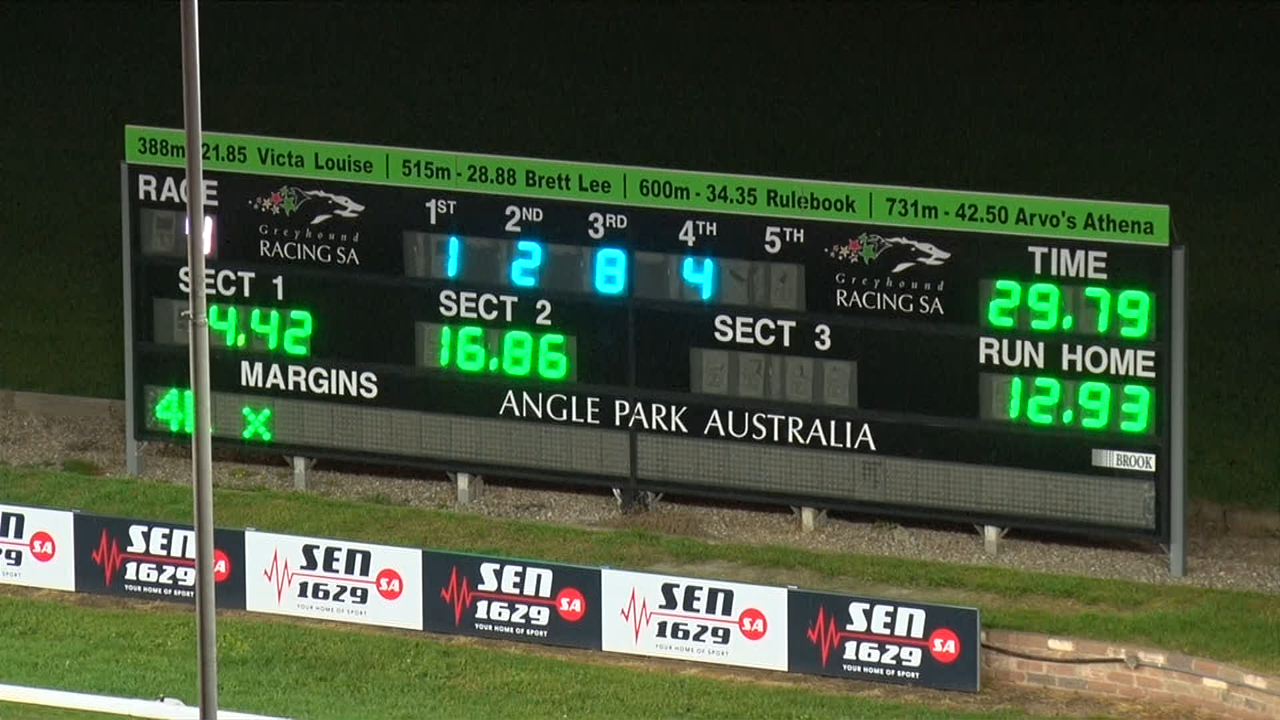 388m 21.85 Victa Louise | 515m - 28.88 Brett Lee | 600m - 34.35 Rulebook | 731m - 42.50 Arvo's Athena
RACE
Greyhound
RACING SA
1ST 2ND 3RD 4TH 5TH
1 2 8 4
Greyhound
RACING SA
TIME
29.79
SECT 1
4.42
SECT 2
16.86
SECT 3
RUN HOME
12.93
MARGINS
ANGLE PARK AUSTRALIA
BROOK
SEN
1629
SA
YOUR HOME OF SPORT
SEN
1629
SA
YOUR HOME OF SPORT
SEN
1629
SA
YOUR HOME OF SPORT
SEN
1629
SA
YOUR HOME OF SPORT
SEN
1629
SA
YOUR HOME OF SPORT